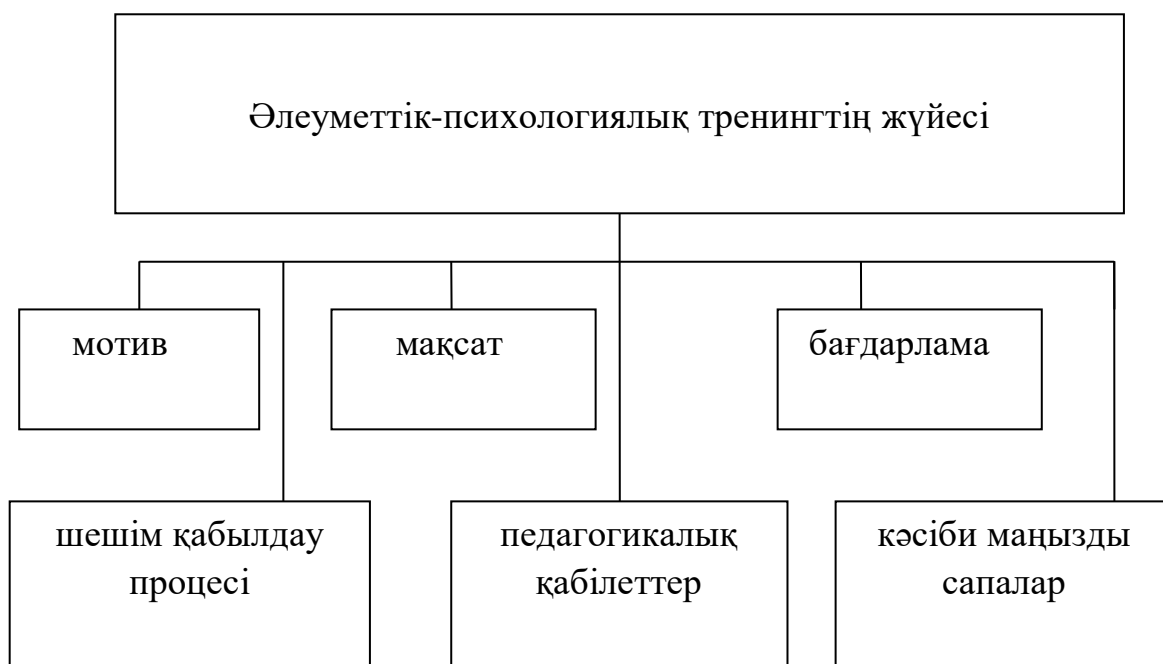 Әлеуметтік-психологиялық тренингтің жүйесі
мотив
мақсат
бағдарлама
шешім қабылдау
процесі
педагогикалық
қабілеттер
кәсіби маңызды
сапалар